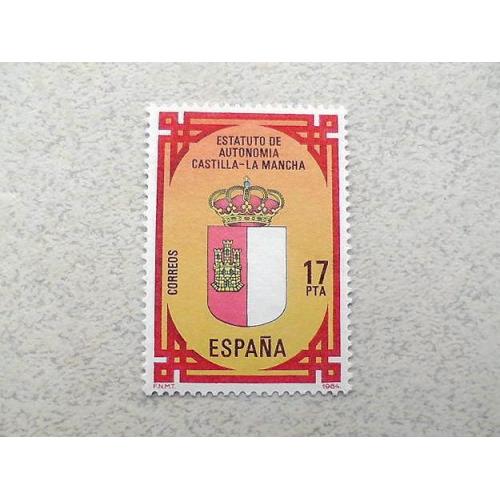 ESTATUTO DE
AUTONOMIA
CASTILLA-LA MANCHA
CORREOS
17
PTA
ESPAÑA
F.N.M.T.
1984